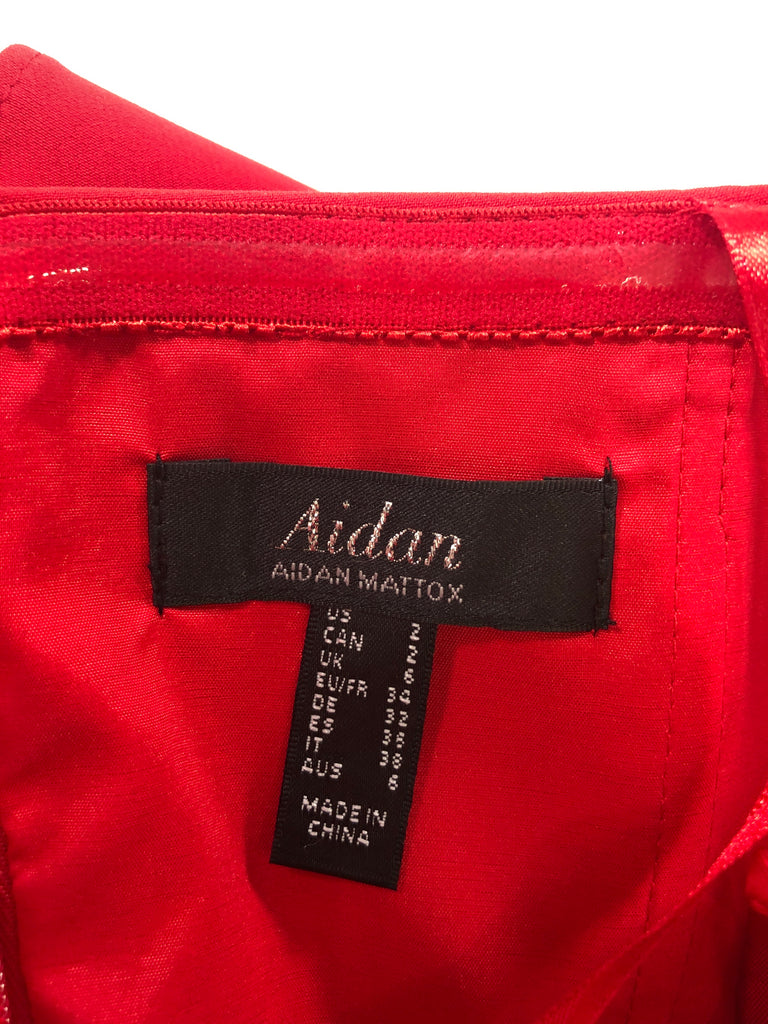 Aidan
AIDAN MATTOX
US 2
CAN 2
UK 6
EU/FR 34
DE 32
ES 36
IT 38
AUS 6
MADE IN
CHINA